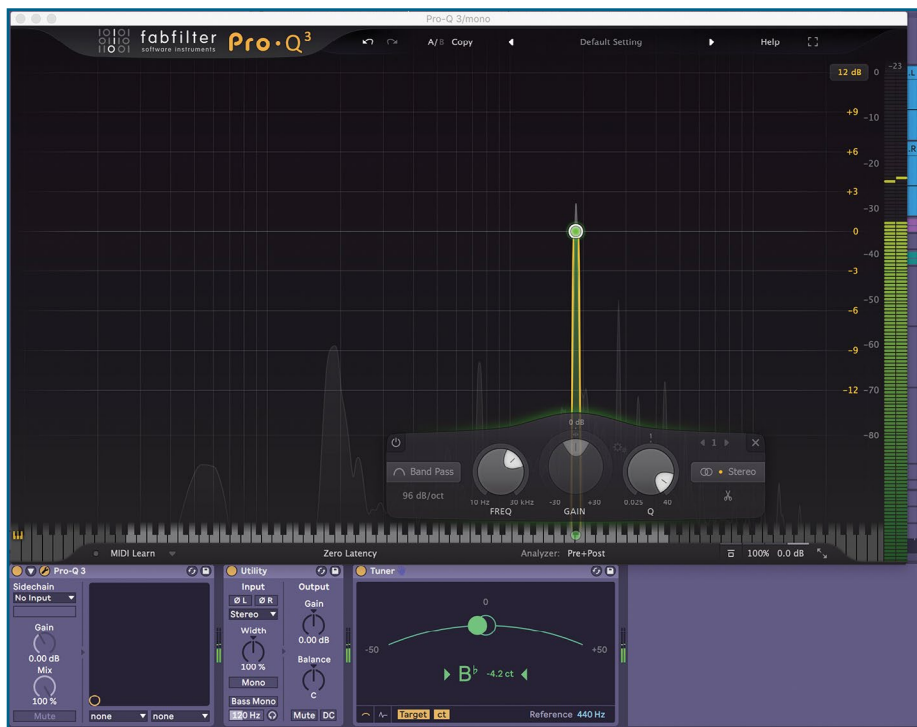 Pro-Q 3/mono
fabfilter
software instruments
Pro·Q3
A/B Copy
Default Setting
Help
12 dB 0 -23
+9 -10
+6
-20
+3
-30
0
-40
-3
-50
-6
-60
-9
-70
-12
-80
.L
.R
0 dB
1
Band Pass
96 dB/oct
10 Hz 30 kHz
FREQ
-30 +30
GAIN
0.025 40
Q
1
Stereo
MIDI Learn
Zero Latency
Analyzer: Pre+Post
100% 0.0 dB
Pro-Q 3
Sidechain
No Input
Gain
0.00 dB
Mix
100 %
Mute
none none
Utility
Input
Ø L Ø R
Stereo
Width
100 %
Mono
Bass Mono
120 Hz
Output
Gain
0.00 dB
Balance
C
Mute DC
Tuner
0
-50 +50
B♭ -4.2 ct
Target ct
Reference 440 Hz